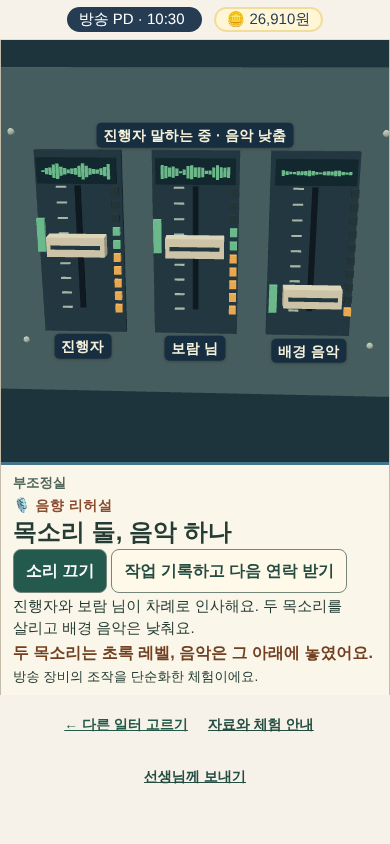 방송 PD · 10:30
26,910원
진행자 말하는 중 · 음악 낮춤
진행자
보람 님
배경 음악
부조정실
음향 리허설
목소리 둘, 음악 하나
소리 끄기
작업 기록하고 다음 연락 받기
진행자와 보람 님이 차례로 인사해요. 두 목소리를
살리고 배경 음악은 낮춰요.
두 목소리는 초록 레벨, 음악은 그 아래에 놓였어요.
방송 장비의 조작을 단순화한 체험이에요.
← 다른 일터 고르기
자료와 체험 안내
선생님께 보내기